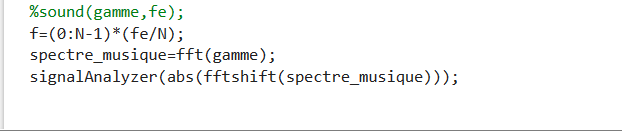 %sound(gamme,fe);
f=(0:N-1)*(fe/N);
spectre_musique=fft(gamme);
signalAnalyzer(abs(fftshift(spectre_musique)));